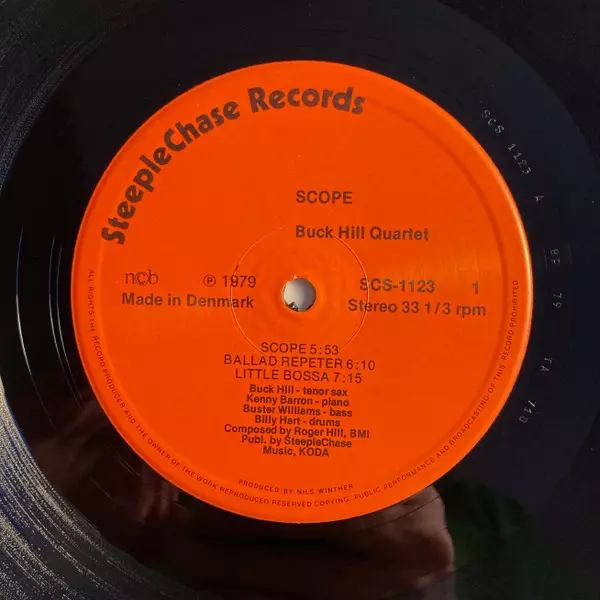 SteepleChase Records
SCOPE
Buck Hill Quartet
ncb
℗ 1979
SCS-1123 1
Made in Denmark
Stereo 33 1/3 rpm
SCOPE 5:53
BALLAD REPETER 6:10
LITTLE BOSSA 7:15
Buck Hill - tenor sax
Kenny Barron - piano
Buster Williams - bass
Billy Hart - drums
Composed by Roger Hill, BMI
Publ. by SteepleChase
Music, KODA
PRODUCED BY NILS WINTHER
ALL RIGHTS THE RECORD PRODUCER AND THE OWNER OF THE WORK REPRODUCED RESERVED COPYING, PUBLIC PERFORMANCE AND BROADCASTING OF THIS RECORD PROHIBITED
SCS 1123 A